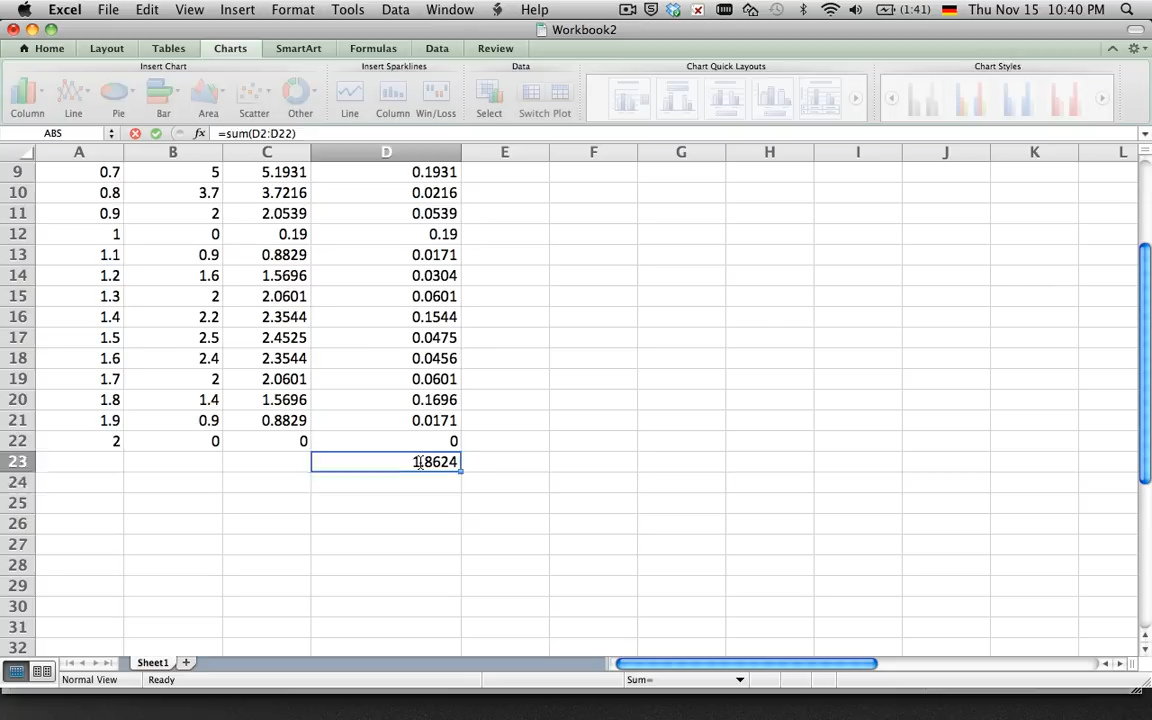 Excel File Edit View Insert Format Tools Data Window Help (1:41) Thu Nov 15 10:40 PM
Workbook2
Home Layout Tables Charts SmartArt Formulas Data Review
Insert Chart Insert Sparklines Data Chart Quick Layouts Chart Styles
Column Line Pie Bar Area Scatter Other Line Column Win/Loss Select Switch Plot
ABS fx =sum(D2:D22)
A B C D E F G H I J K L
9 0.7 5 5.1931 0.1931
10 0.8 3.7 3.7216 0.0216
11 0.9 2 2.0539 0.0539
12 1 0 0.19 0.19
13 1.1 0.9 0.8829 0.0171
14 1.2 1.6 1.5696 0.0304
15 1.3 2 2.0601 0.0601
16 1.4 2.2 2.3544 0.1544
17 1.5 2.5 2.4525 0.0475
18 1.6 2.4 2.3544 0.0456
19 1.7 2 2.0601 0.0601
20 1.8 1.4 1.5696 0.1696
21 1.9 0.9 0.8829 0.0171
22 2 0 0 0
23 1.8624
24
25
26
27
28
29
30
31
32
Sheet1
Normal View Ready Sum=